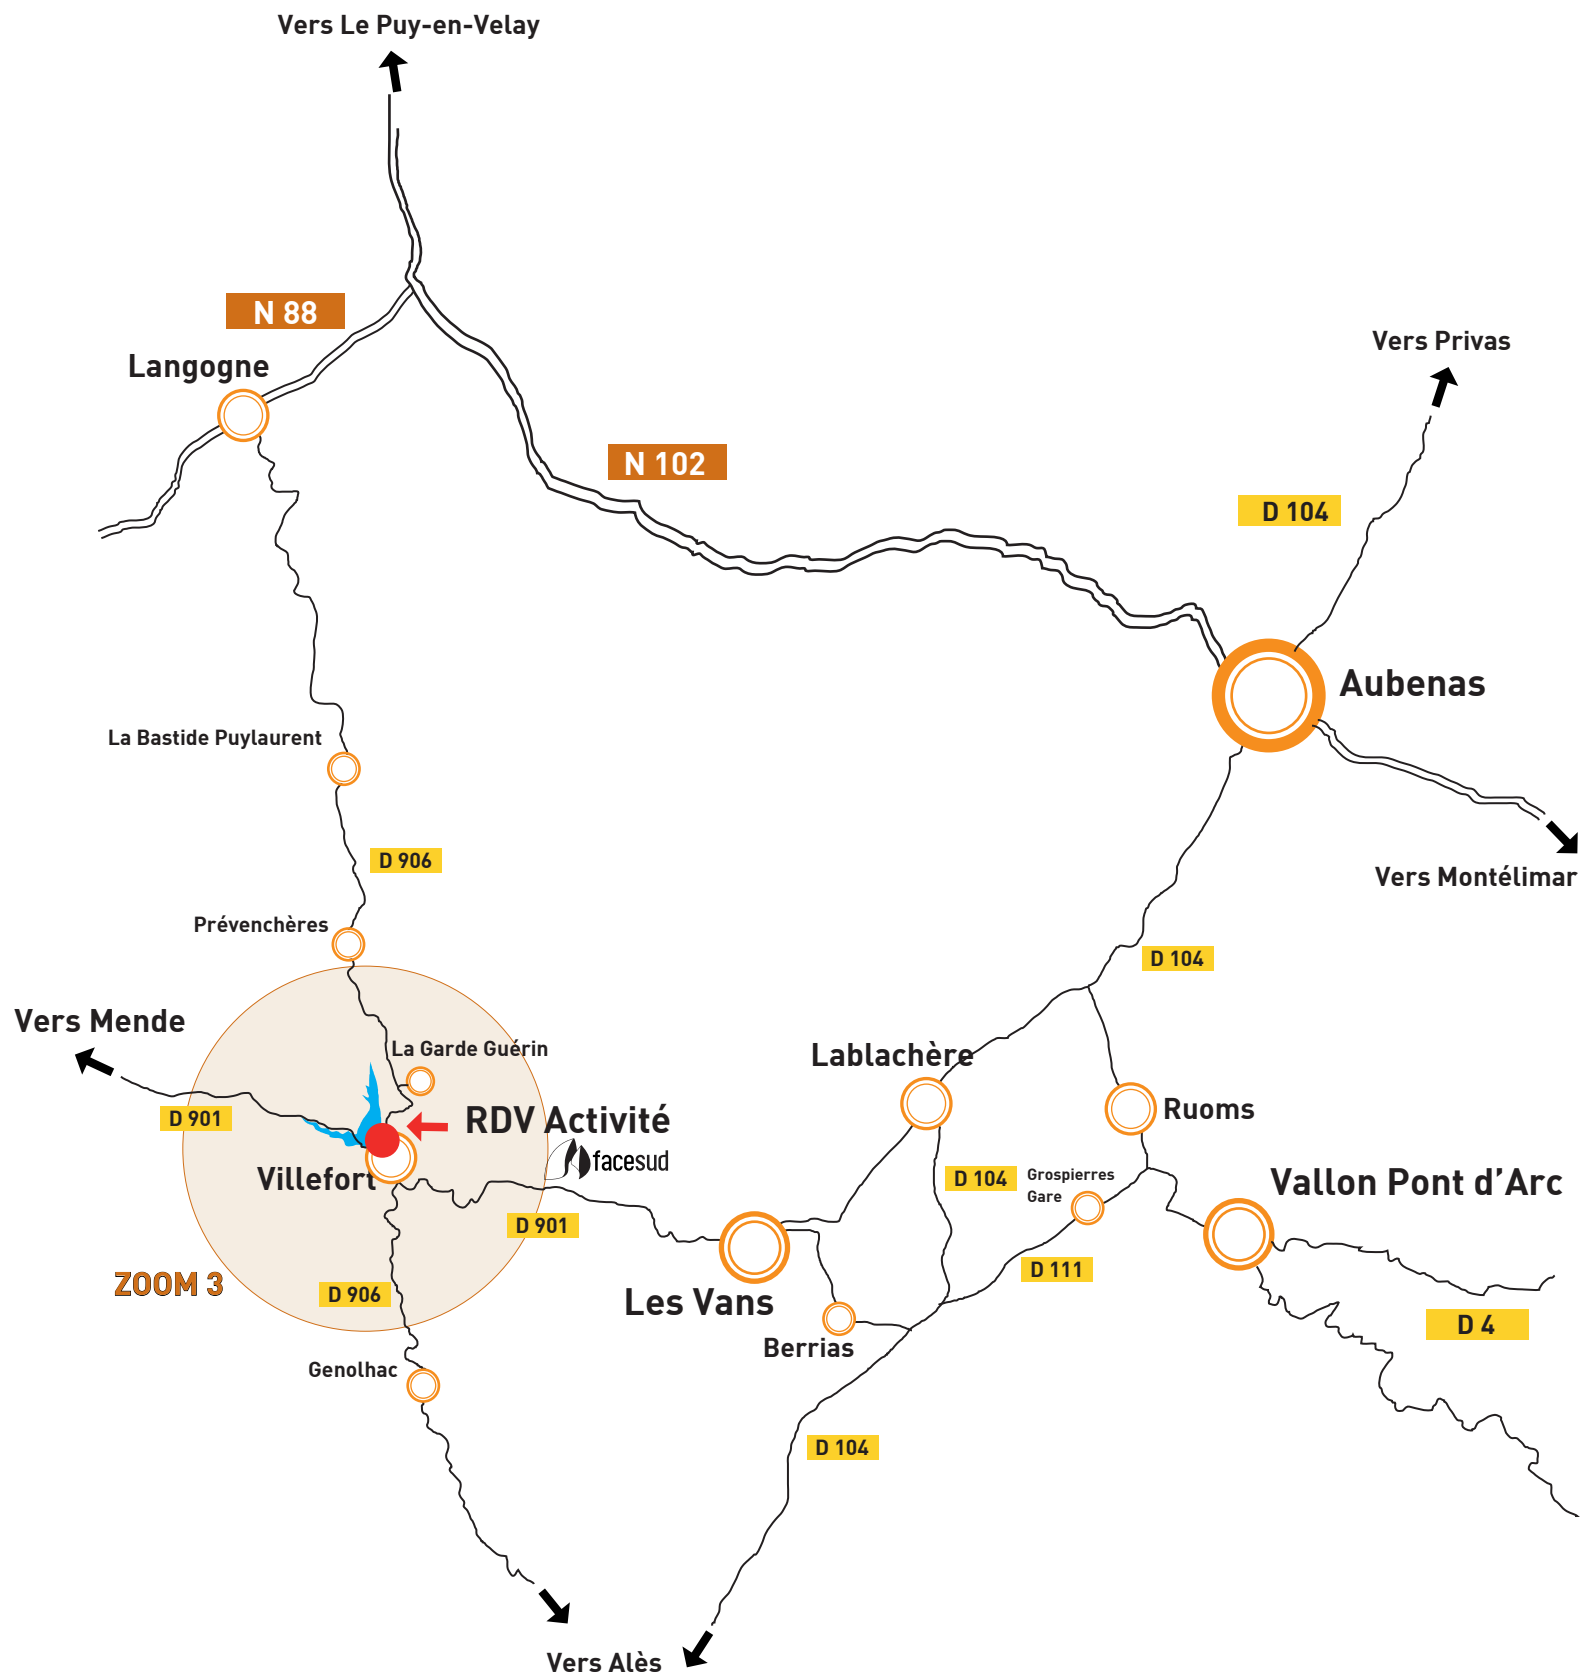 Vers Le Puy-en-Velay
N 88
Vers Privas
Langogne
N 102
D 104
Aubenas
La Bastide Puylaurent
D 906
Vers Montélimar
Prévenchères
D 104
Vers Mende
La Garde Guérin
Lablachère
D 901
RDV Activité
Ruoms
facesud
Villefort
D 104
Grospierres
Gare
Vallon Pont d’Arc
D 901
D 111
ZOOM 3
D 906
Les Vans
D 4
Berrias
Genolhac
D 104
Vers Alès